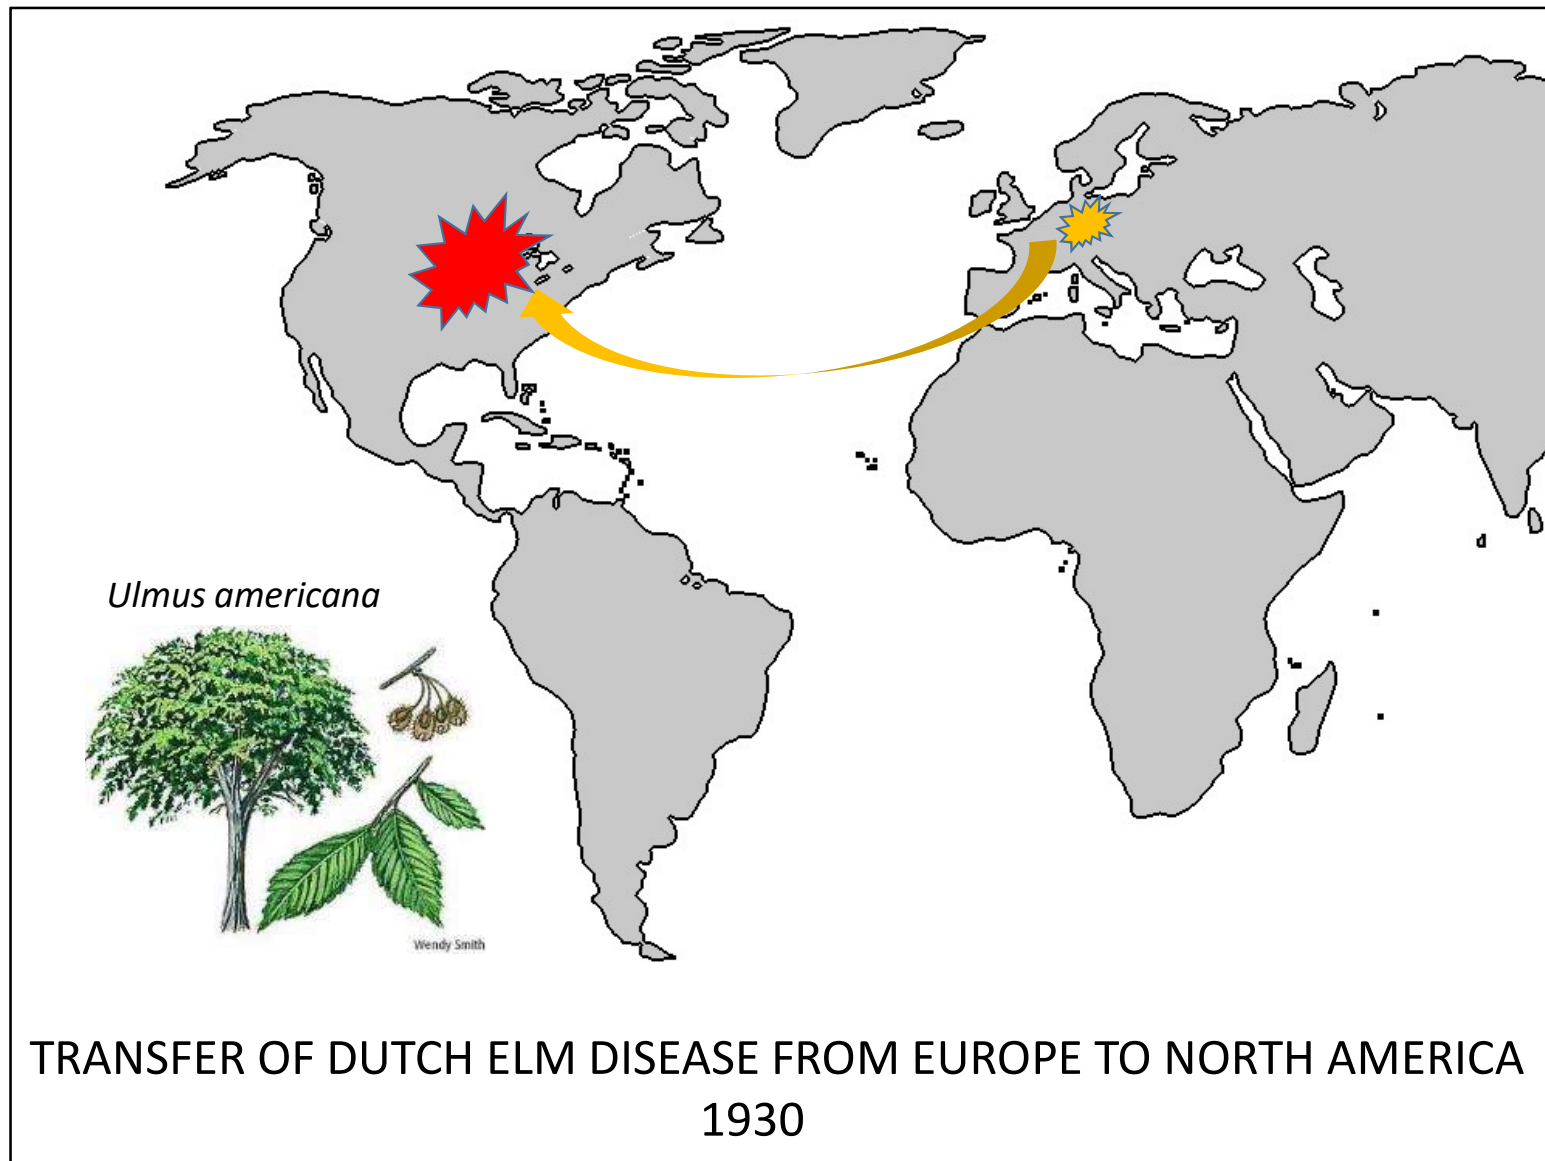 Ulmus americana
Wendy Smith
TRANSFER OF DUTCH ELM DISEASE FROM EUROPE TO NORTH AMERICA
1930